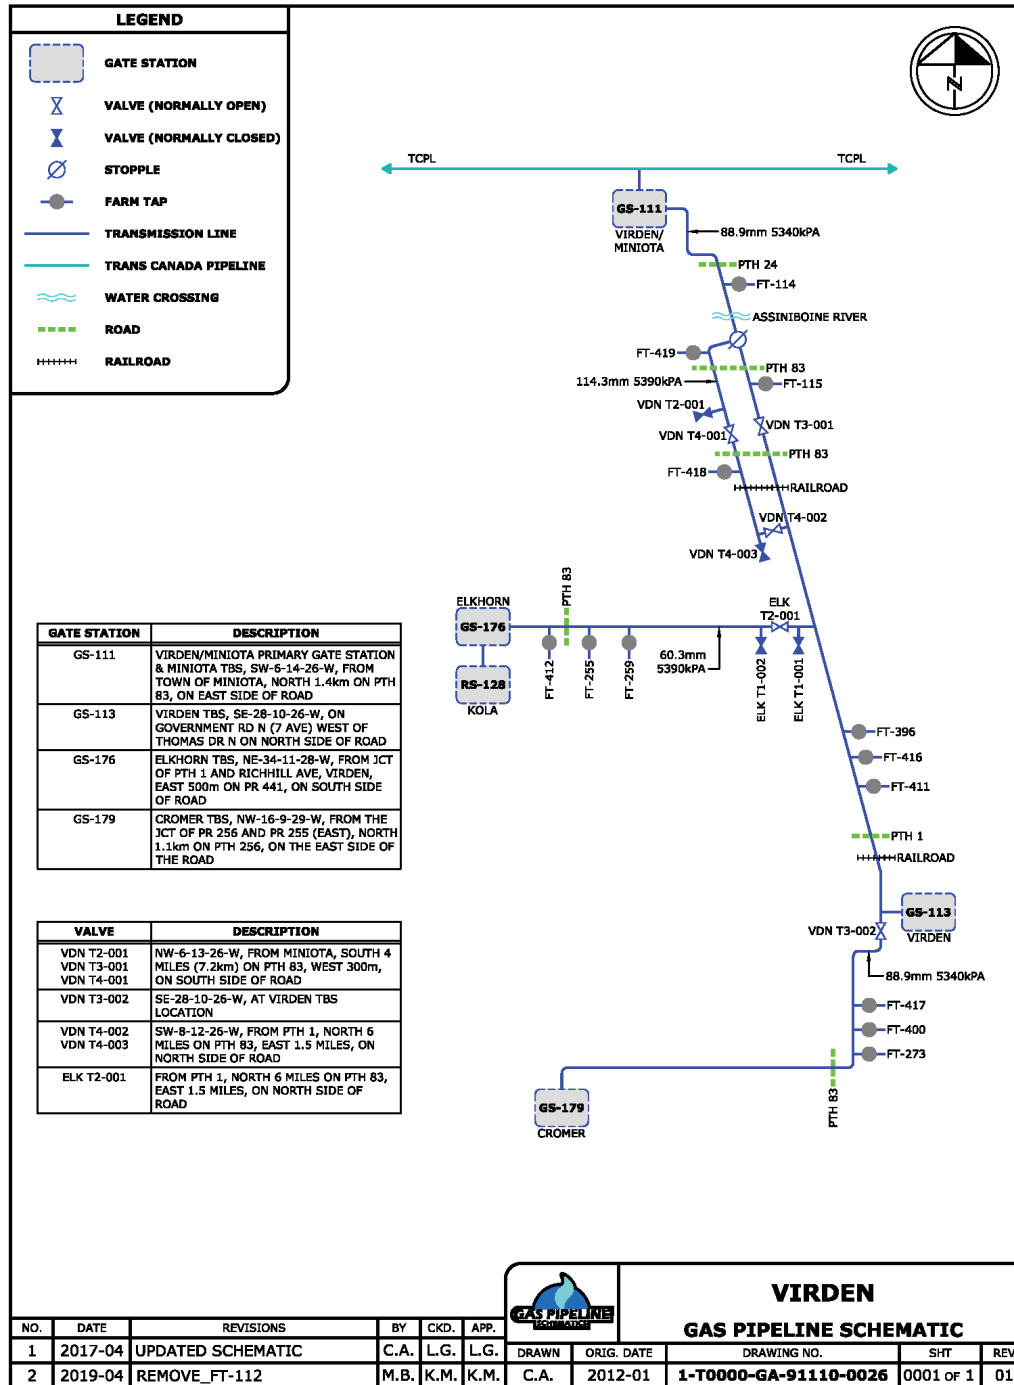 LEGEND
GATE STATION
VALVE (NORMALLY OPEN)
VALVE (NORMALLY CLOSED)
STOPPLE
FARM TAP
TRANSMISSION LINE
TRANS CANADA PIPELINE
WATER CROSSING
ROAD
RAILROAD
N
TCPL
TCPL
GS-111
VIRDEN/
MINIOTA
88.9mm 5340kPA
PTH 24
FT-114
ASSINIBOINE RIVER
FT-419
PTH 83
114.3mm 5390kPA
FT-115
VDN T2-001
VDN T3-001
VDN T4-001
PTH 83
FT-418
RAILROAD
VDN T4-002
VDN T4-003
ELKHORN
GS-176
PTH 83
ELK
T2-001
RS-128
KOLA
FT-412
FT-255
FT-259
60.3mm
5390kPA
ELK T1-002
ELK T1-001
FT-396
FT-416
FT-411
PTH 1
RAILROAD
GS-113
VIRDEN
VDN T3-002
88.9mm 5340kPA
FT-417
FT-400
FT-273
PTH 83
GS-179
CROMER
GATE STATION DESCRIPTION
GS-111 VIRDEN/MINIOTA PRIMARY GATE STATION
& MINIOTA TBS, SW-6-14-26-W, FROM
TOWN OF MINIOTA, NORTH 1.4km ON PTH
83, ON EAST SIDE OF ROAD
GS-113 VIRDEN TBS, SE-28-10-26-W, ON
GOVERNMENT RD N (7 AVE) WEST OF
THOMAS DR N ON NORTH SIDE OF ROAD
GS-176 ELKHORN TBS, NE-34-11-28-W, FROM JCT
OF PTH 1 AND RICHHILL AVE, VIRDEN,
EAST 500m ON PR 441, ON SOUTH SIDE
OF ROAD
GS-179 CROMER TBS, NW-16-9-29-W, FROM THE
JCT OF PR 256 AND PR 255 (EAST), NORTH
1.1km ON PTH 256, ON THE EAST SIDE OF
THE ROAD
VALVE DESCRIPTION
VDN T2-001 NW-6-13-26-W, FROM MINIOTA, SOUTH 4
VDN T3-001 MILES (7.2km) ON PTH 83, WEST 300m,
VDN T4-001 ON SOUTH SIDE OF ROAD
VDN T3-002 SE-28-10-26-W, AT VIRDEN TBS
LOCATION
VDN T4-002 SW-8-12-26-W, FROM PTH 1, NORTH 6
VDN T4-003 MILES ON PTH 83, EAST 1.5 MILES, ON
NORTH SIDE OF ROAD
ELK T2-001 FROM PTH 1, NORTH 6 MILES ON PTH 83,
EAST 1.5 MILES, ON NORTH SIDE OF
ROAD
GAS PIPELINE
SCHEMATICS
VIRDEN
GAS PIPELINE SCHEMATIC
NO. DATE REVISIONS BY CKD. APP.
1 2017-04 UPDATED SCHEMATIC C.A. L.G. L.G.
2 2019-04 REMOVE_FT-112 M.B. K.M. K.M.
DRAWN ORIG. DATE DRAWING NO. SHT REV
C.A. 2012-01 1-T0000-GA-91110-0026 0001 OF 1 01